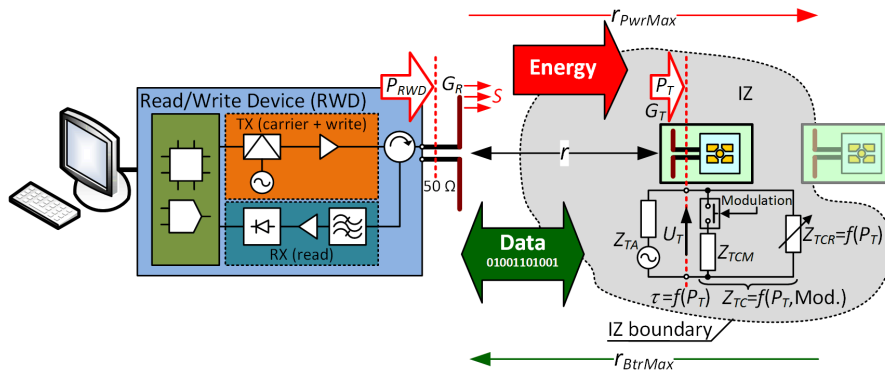 r_PwrMax
P_RWD
G_R
S
Energy
P_T
G_T
IZ
Read/Write Device (RWD)
TX (carrier + write)
r
50 Ω
RX (read)
Data
01001101001
Z_TA
U_T
Modulation
Z_TCM
Z_TCR=f(P_T)
τ=f(P_T)
Z_TC=f(P_T,Mod.)
IZ boundary
r_BtrMax